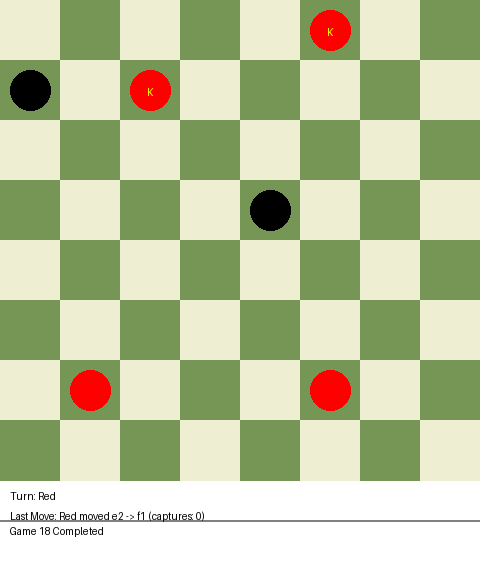 K
K
Turn: Red
Last Move: Red moved e2 -> f1 (captures: 0)
Game 18 Completed